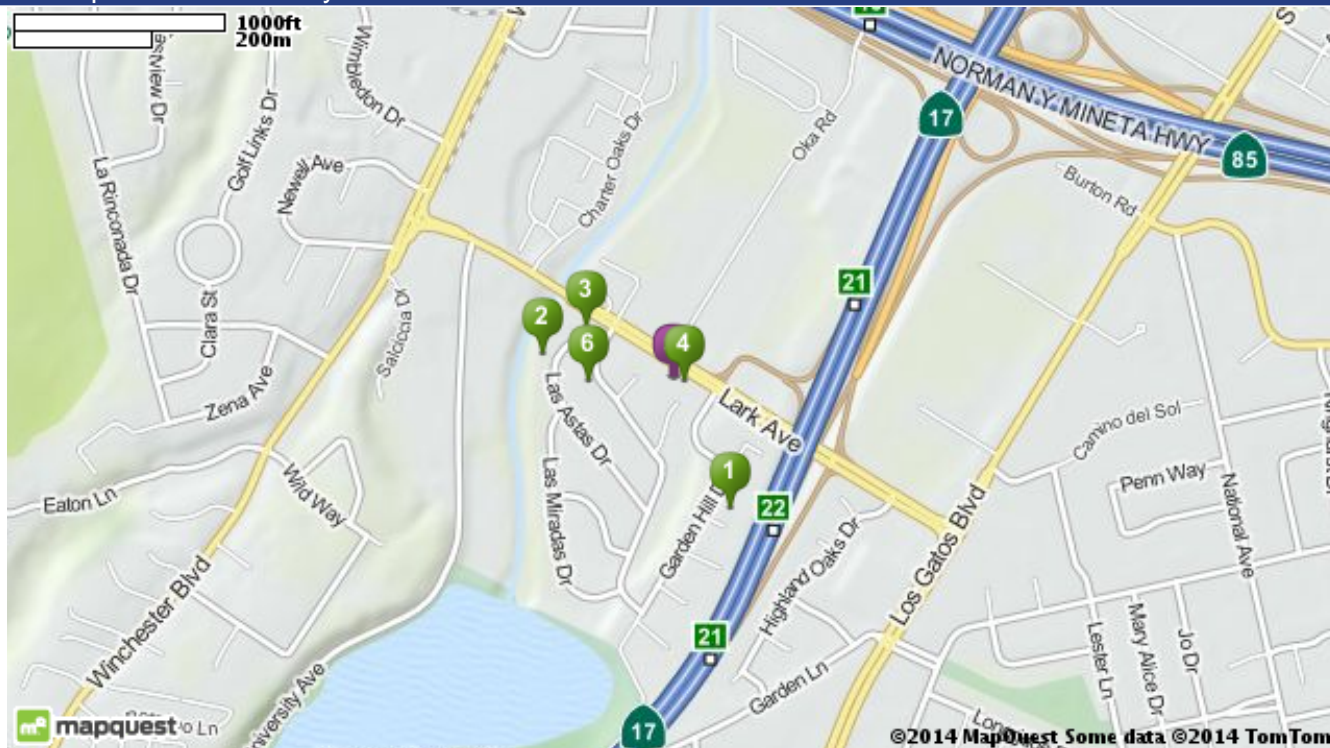 1000ft
200m
Wimbledon Dr
La Rinconada Dr
Golf Links Dr
Newell Ave
Clara St
Zena Ave
Salciccia Dr
Eaton Ln
Wild Way
Winchester Blvd
Charter Oaks Dr
Oka Rd
NORMAN Y MINETA HWY
17
85
Burton Rd
21
3
2
6
4
Lark Ave
Las Astas Dr
Las Miradas Dr
1
Garden Hill
22
Highland Oaks Dr
Los Gatos Blvd
Camino del Sol
Penn Way
National Ave
Lester Ln
Mary Alice Dr
Jo Dr
21
Garden Ln
17
mapquest
©2014 MapQuest Some data ©2014 TomTom